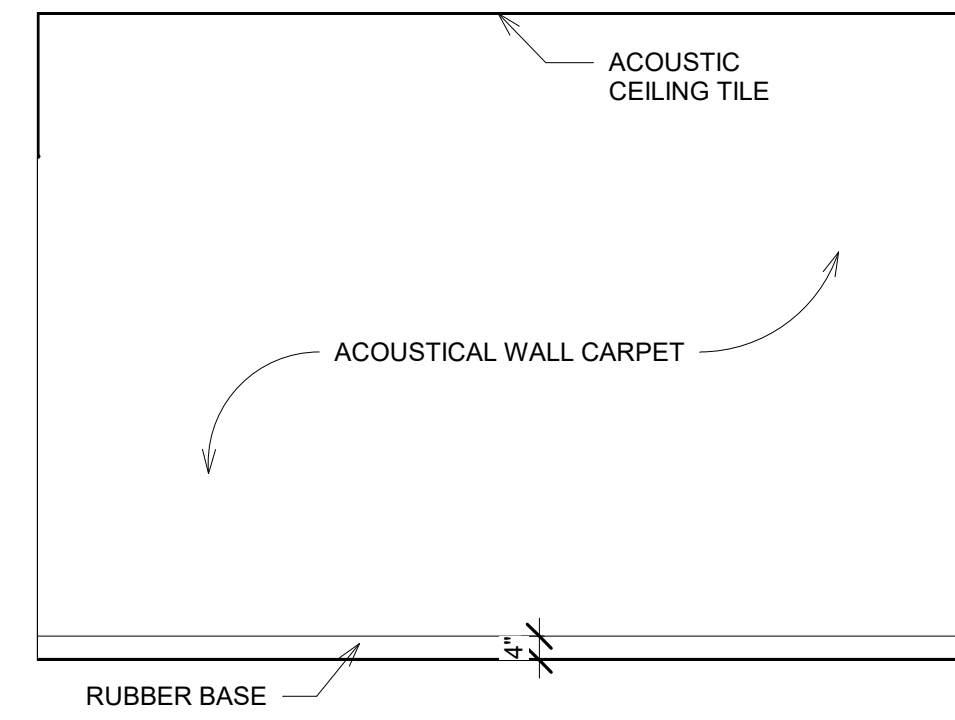 ACOUSTIC
CEILING TILE
ACOUSTICAL WALL CARPET
4"
RUBBER BASE